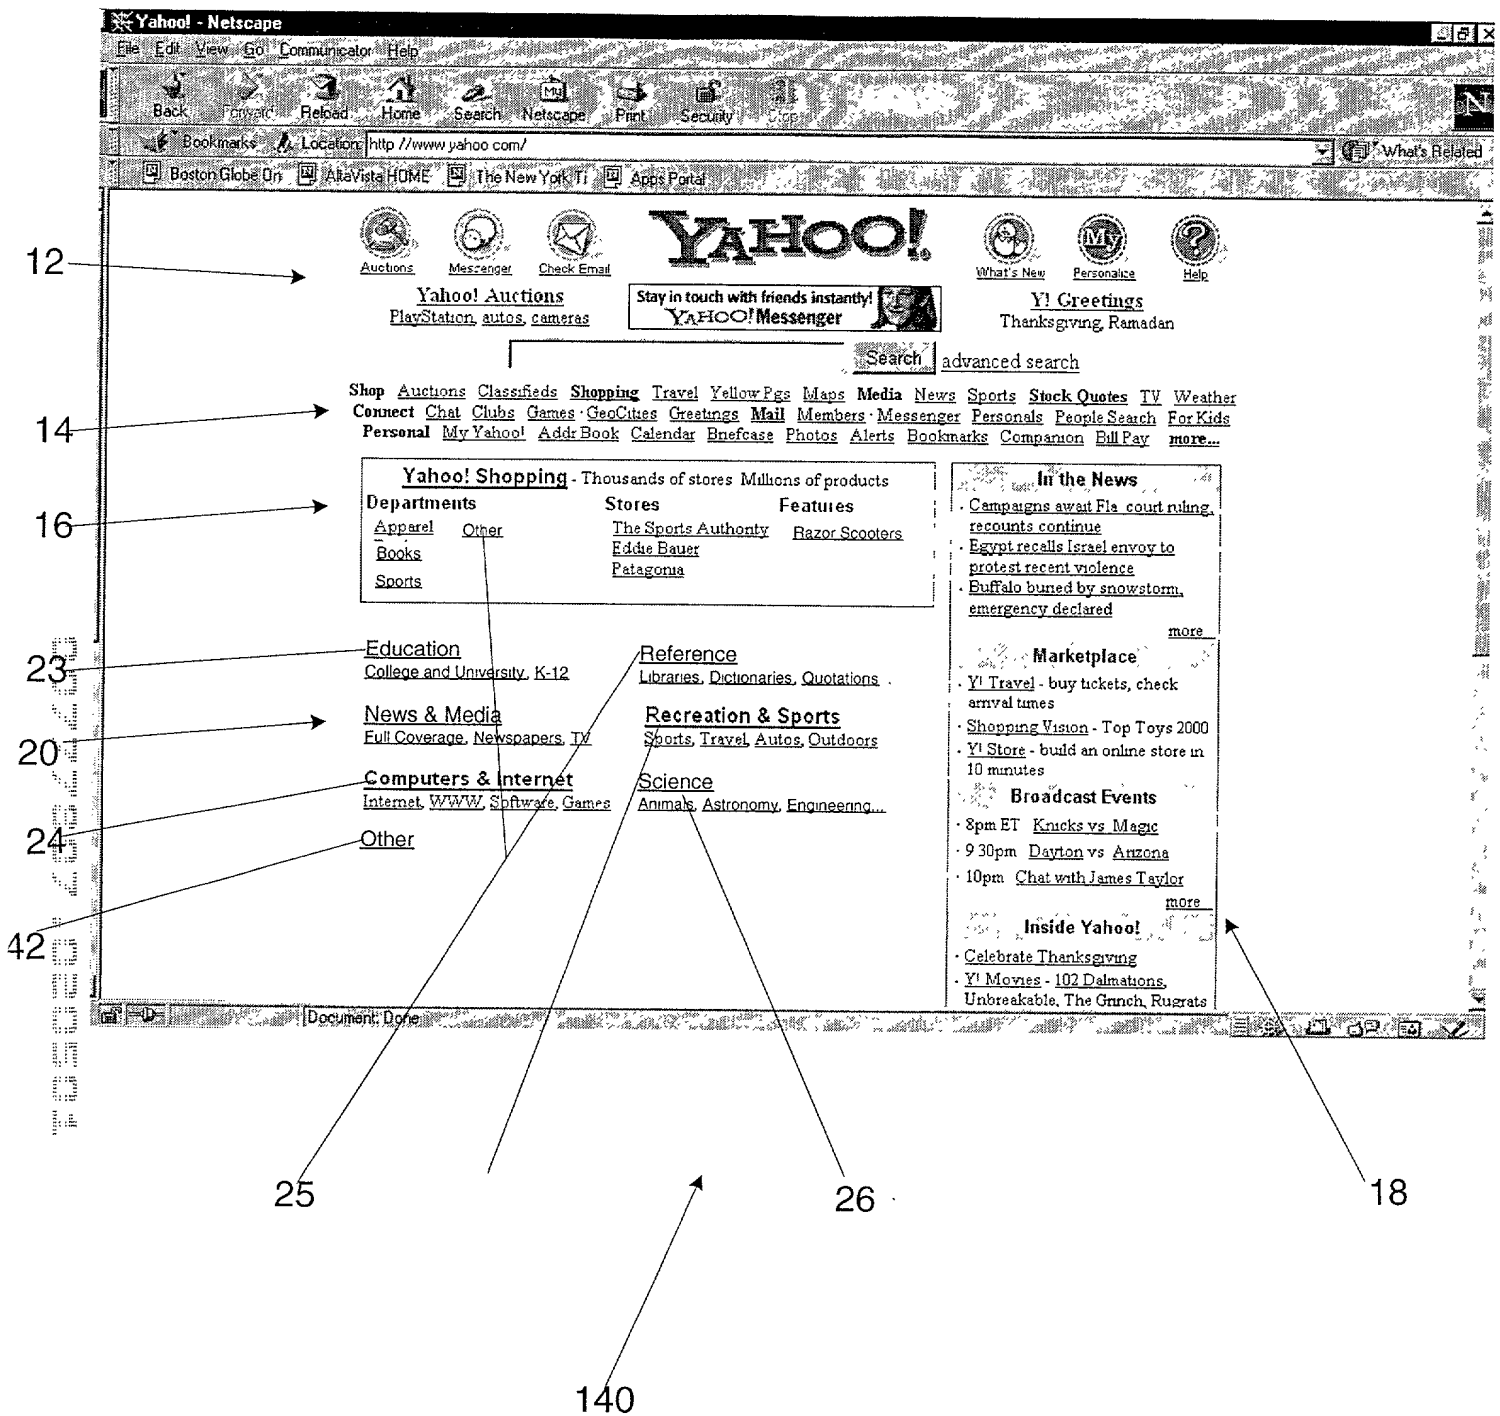 Yahoo! - Netscape
File Edit View Go Communicator Help
Back Forward Reload Home Search Netscape Print Security Stop
Bookmarks Location: http //www yahoo com/ What's Related
Boston Globe On AltaVista HOME The New York Ti Apps Portal
YAHOO!
Auctions Messenger Check Email What's New Personalize Help
12
Yahoo! Auctions
PlayStation, autos, cameras
Stay in touch with friends instantly!
YAHOO! Messenger
Y! Greetings
Thanksgiving, Ramadan
Search advanced search
Shop Auctions Classifieds Shopping Travel Yellow Pgs Maps Media News Sports Stock Quotes TV Weather
Connect Chat Clubs Games · GeoCities Greetings Mail Members · Messenger Personals People Search For Kids
Personal My Yahoo! Addr Book Calendar Briefcase Photos Alerts Bookmarks Companion Bill Pay more...
14
Yahoo! Shopping - Thousands of stores Millions of products
Departments Stores Features
Apparel Other The Sports Authority Razor Scooters
Books Eddie Bauer
Sports Patagonia
16
In the News
· Campaigns await Fla court ruling,
recounts continue
· Egypt recalls Israel envoy to
protest recent violence
· Buffalo buried by snowstorm,
emergency declared
more
Education
College and University, K-12
Reference
Libraries, Dictionaries, Quotations
23
News & Media
Full Coverage, Newspapers, TV
Recreation & Sports
Sports, Travel, Autos, Outdoors
20
Computers & Internet
Internet, WWW, Software, Games
Science
Animals, Astronomy, Engineering...
24
Other
42
Marketplace
· Y! Travel - buy tickets, check
arrival times
· Shopping Vision - Top Toys 2000
· Y! Store - build an online store in
10 minutes
Broadcast Events
· 8pm ET Knicks vs Magic
· 9 30pm Dayton vs Arizona
· 10pm Chat with James Taylor
more
Inside Yahoo!
· Celebrate Thanksgiving
· Y! Movies - 102 Dalmations,
Unbreakable, The Grinch, Rugrats
Document: Done
25
26
18
140